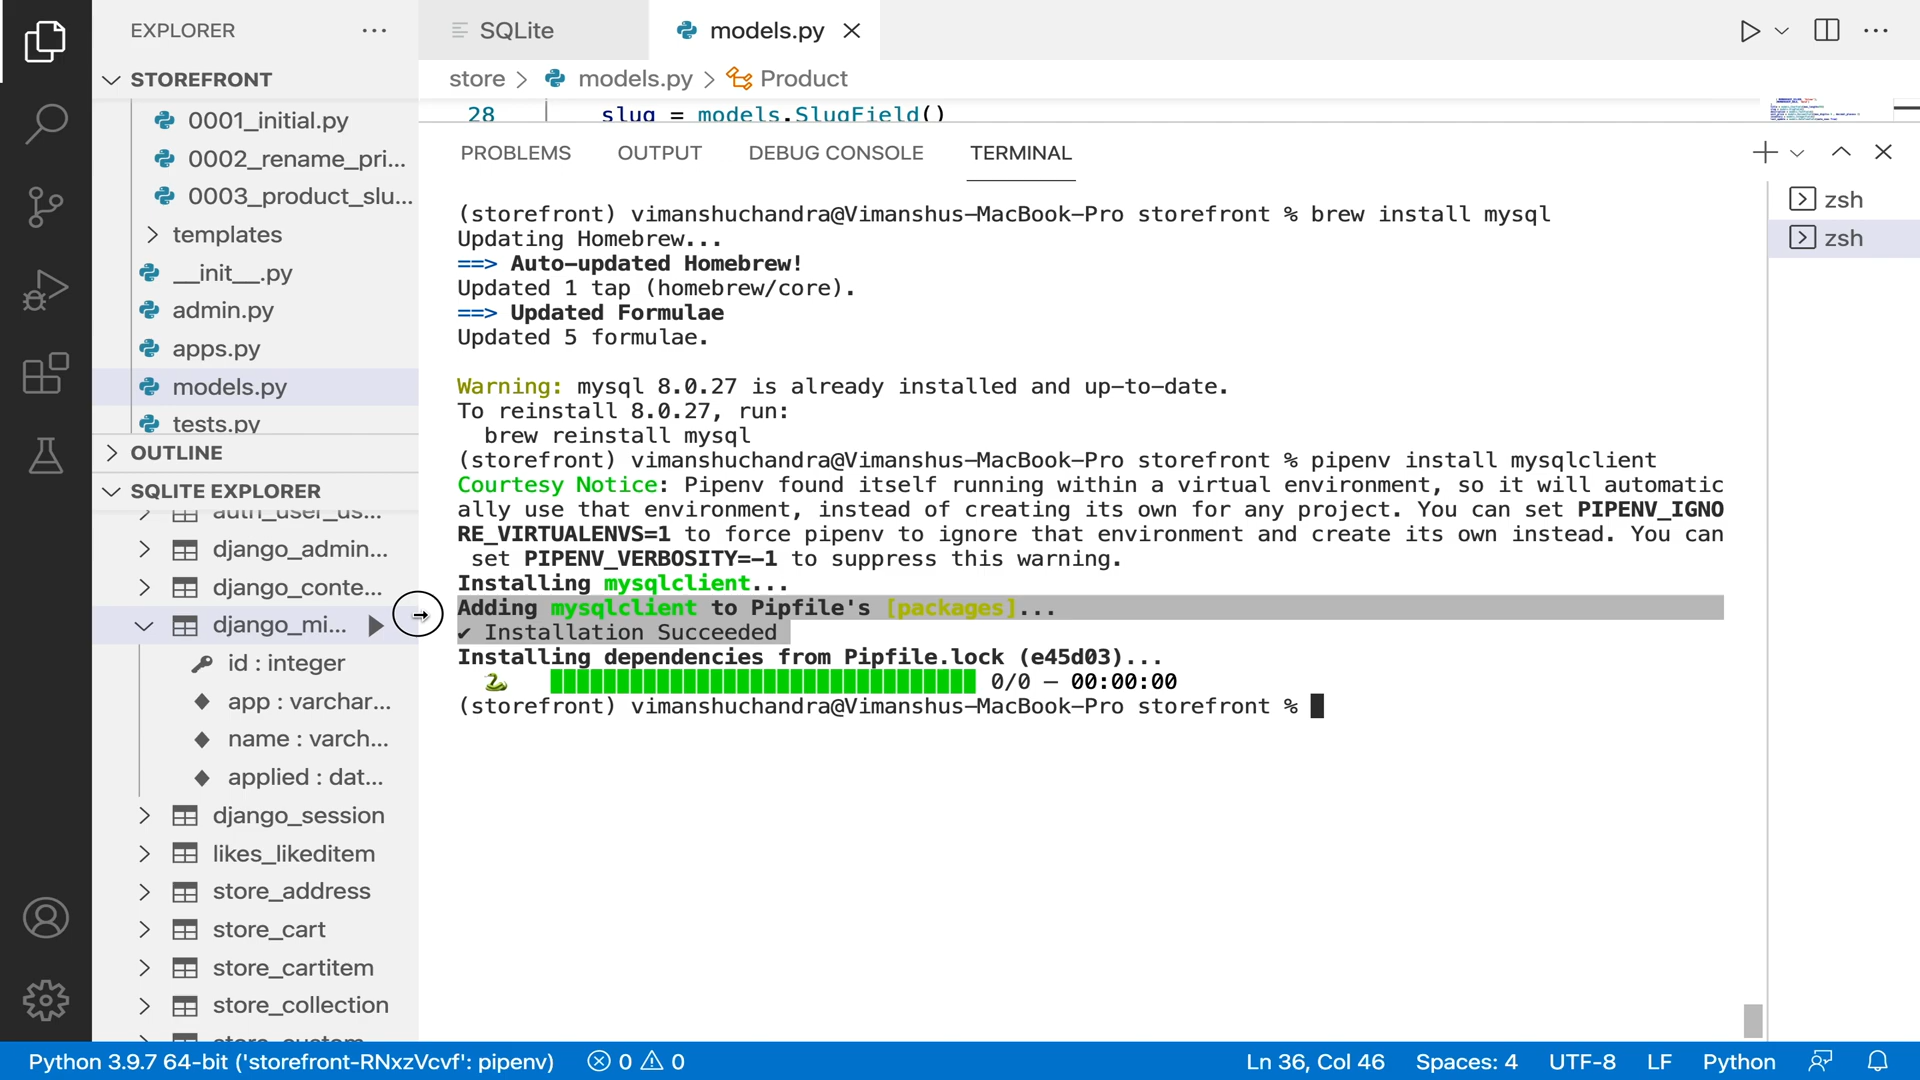 EXPLORER
STOREFRONT
0001_initial.py
0002_rename_pri...
0003_product_slu...
templates
__init__.py
admin.py
apps.py
models.py
tests.py
OUTLINE
SQLITE EXPLORER
auth_user_us...
django_admin...
django_conte...
django_mi...
id : integer
app : varchar...
name : varch...
applied : dat...
django_session
likes_likeditem
store_address
store_cart
store_cartitem
store_collection
SQLite
models.py
store > models.py > Product
28 slug = models.SlugField()
PROBLEMS OUTPUT DEBUG CONSOLE TERMINAL
(storefront) vimanshuchandra@Vimanshus-MacBook-Pro storefront % brew install mysql
Updating Homebrew...
==> Auto-updated Homebrew!
Updated 1 tap (homebrew/core).
==> Updated Formulae
Updated 5 formulae.
Warning: mysql 8.0.27 is already installed and up-to-date.
To reinstall 8.0.27, run:
brew reinstall mysql
(storefront) vimanshuchandra@Vimanshus-MacBook-Pro storefront % pipenv install mysqlclient
Courtesy Notice: Pipenv found itself running within a virtual environment, so it will automatic
ally use that environment, instead of creating its own for any project. You can set PIPENV_IGNO
RE_VIRTUALENVS=1 to force pipenv to ignore that environment and create its own instead. You can
set PIPENV_VERBOSITY=-1 to suppress this warning.
Installing mysqlclient...
Adding mysqlclient to Pipfile's [packages]...
✔ Installation Succeeded
Installing dependencies from Pipfile.lock (e45d03)...
0/0 — 00:00:00
(storefront) vimanshuchandra@Vimanshus-MacBook-Pro storefront %
zsh
zsh
Python 3.9.7 64-bit ('storefront-RNxzVcvf': pipenv) 0 0 Ln 36, Col 46 Spaces: 4 UTF-8 LF Python